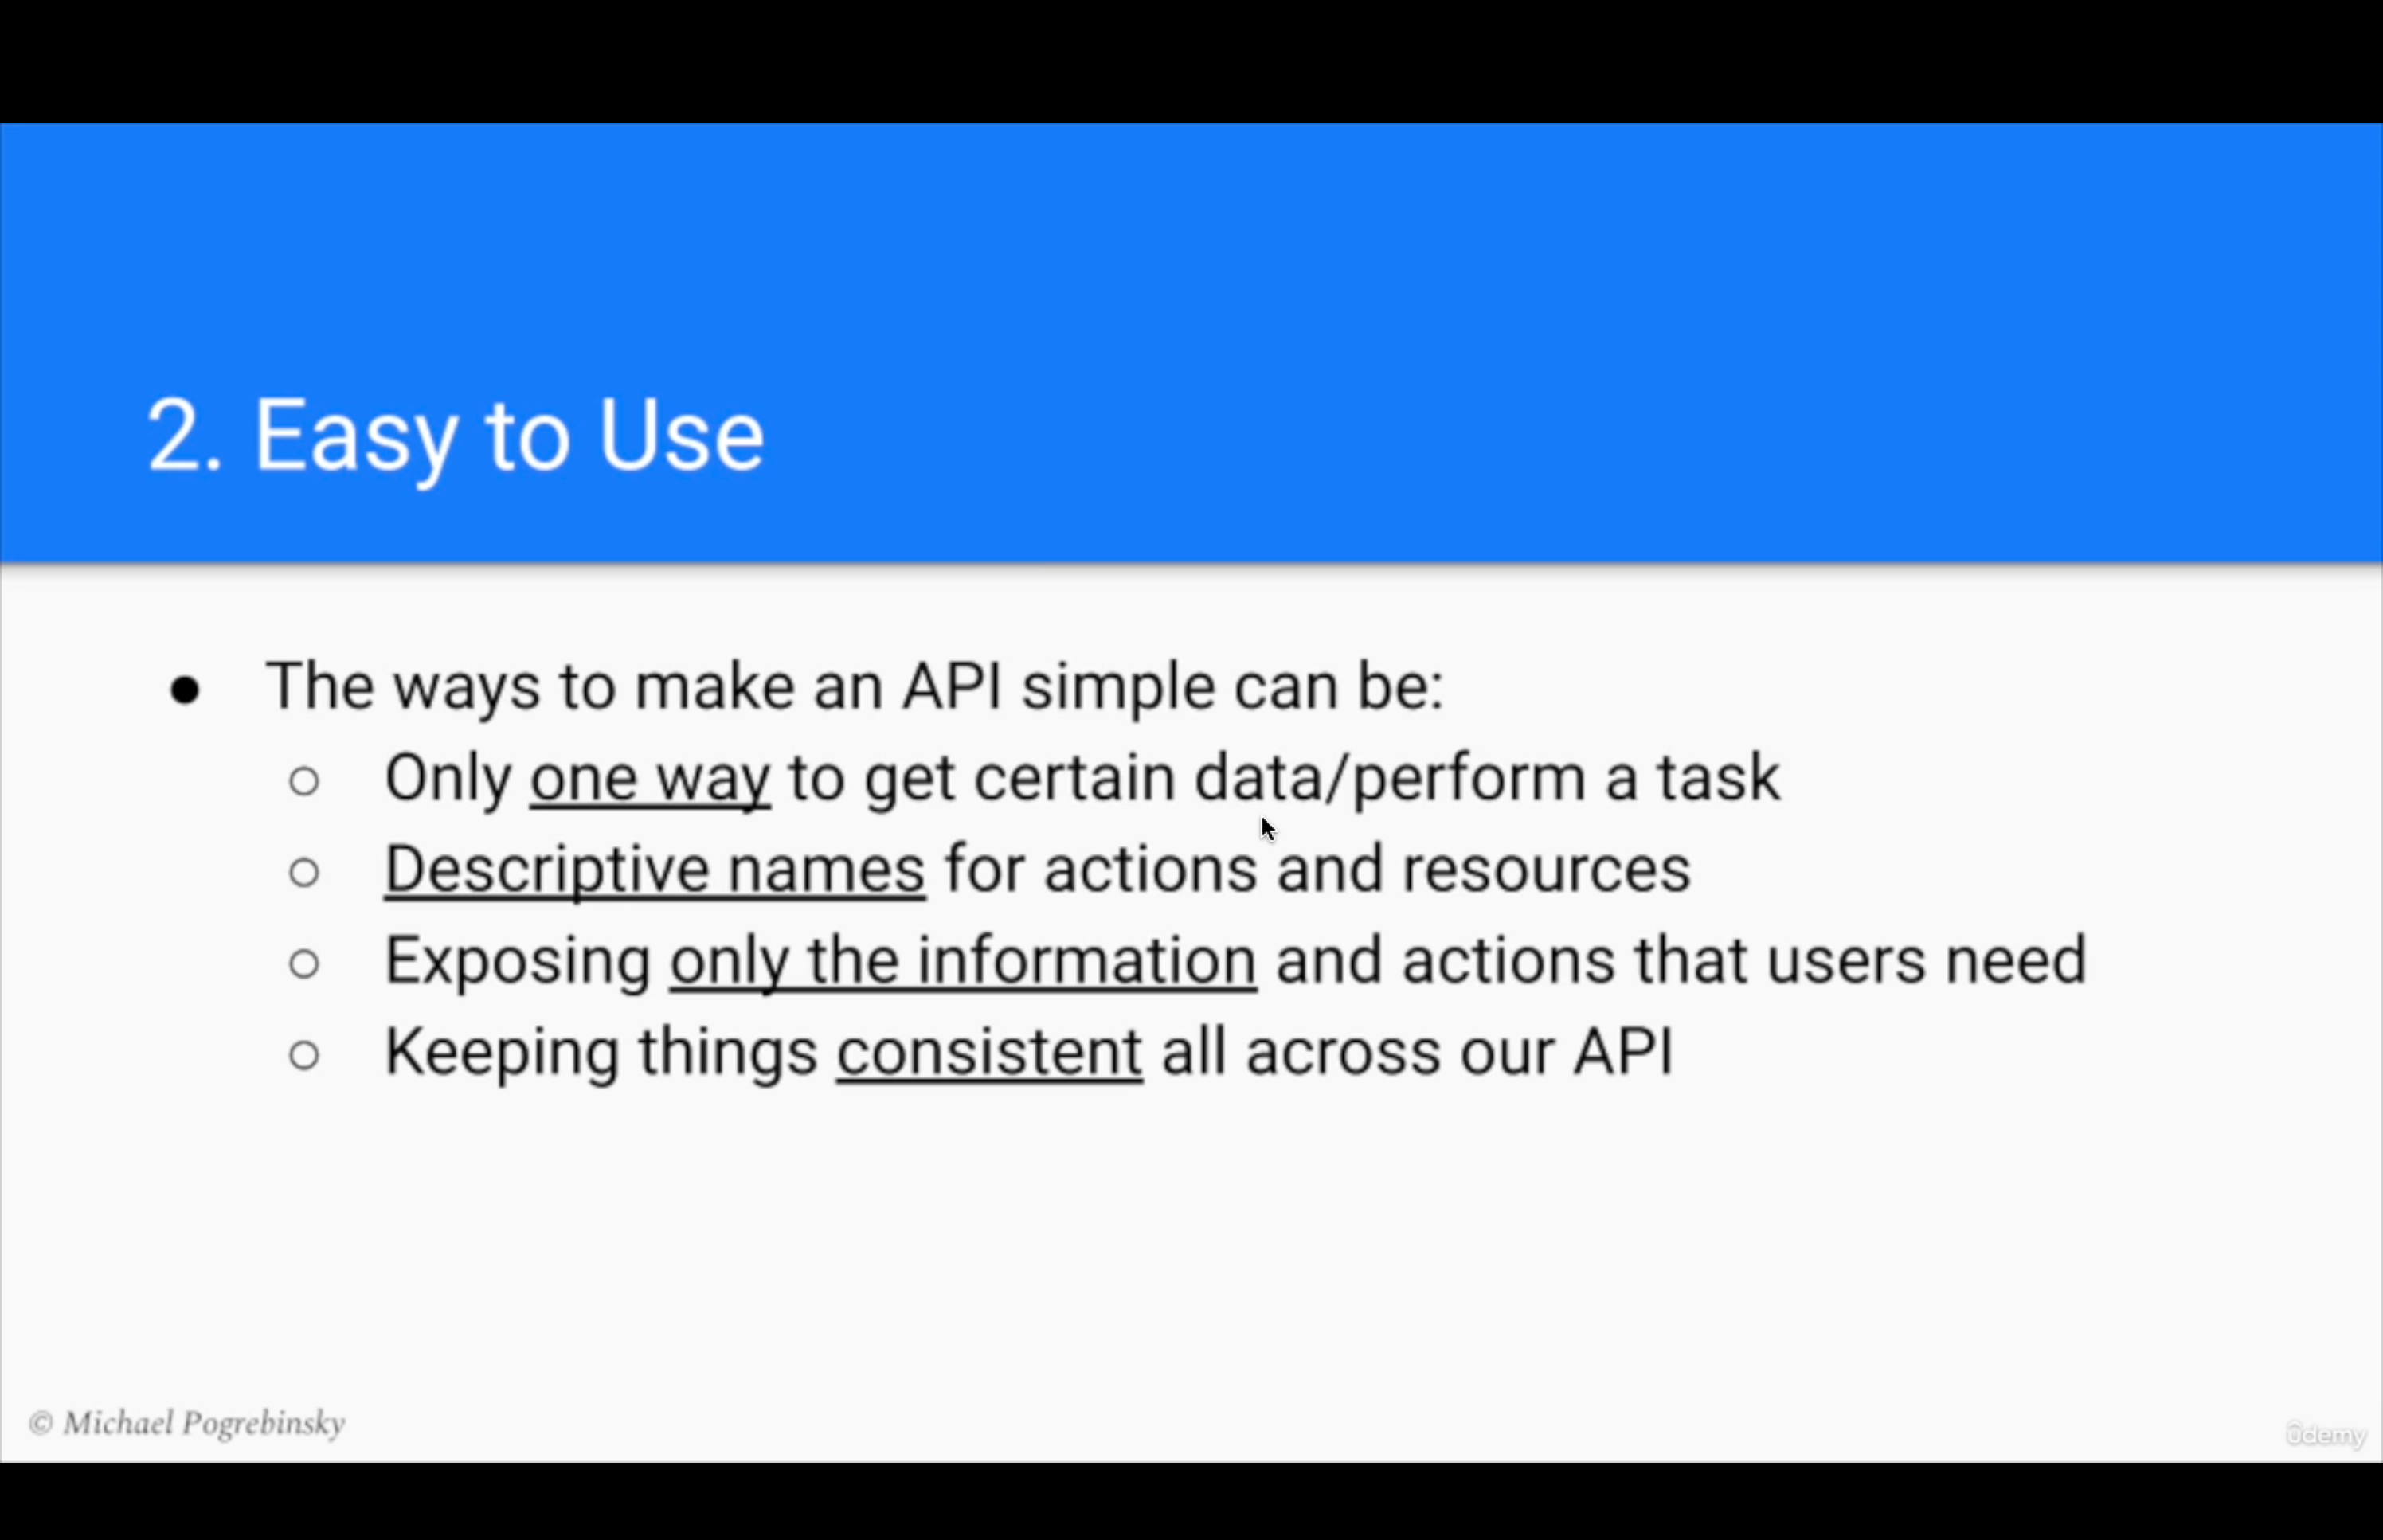 2. Easy to Use
● The ways to make an API simple can be:
○ Only one way to get certain data/perform a task
○ Descriptive names for actions and resources
○ Exposing only the information and actions that users need
○ Keeping things consistent all across our API
© Michael Pogrebinsky
ûdemy